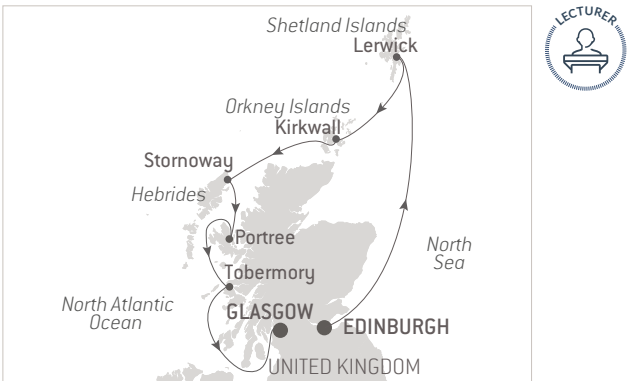 Shetland Islands
Lerwick
LECTURER
Orkney Islands
Kirkwall
Stornoway
Hebrides
Portree
North
Sea
Tobermory
North Atlantic
Ocean
GLASGOW
EDINBURGH
UNITED KINGDOM